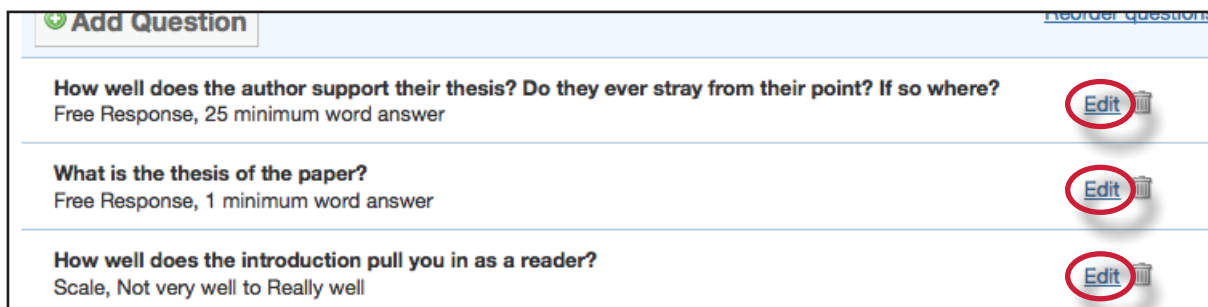 Add Question
Reorder questions
How well does the author support their thesis? Do they ever stray from their point? If so where?
Free Response, 25 minimum word answer
Edit
What is the thesis of the paper?
Free Response, 1 minimum word answer
Edit
How well does the introduction pull you in as a reader?
Scale, Not very well to Really well
Edit